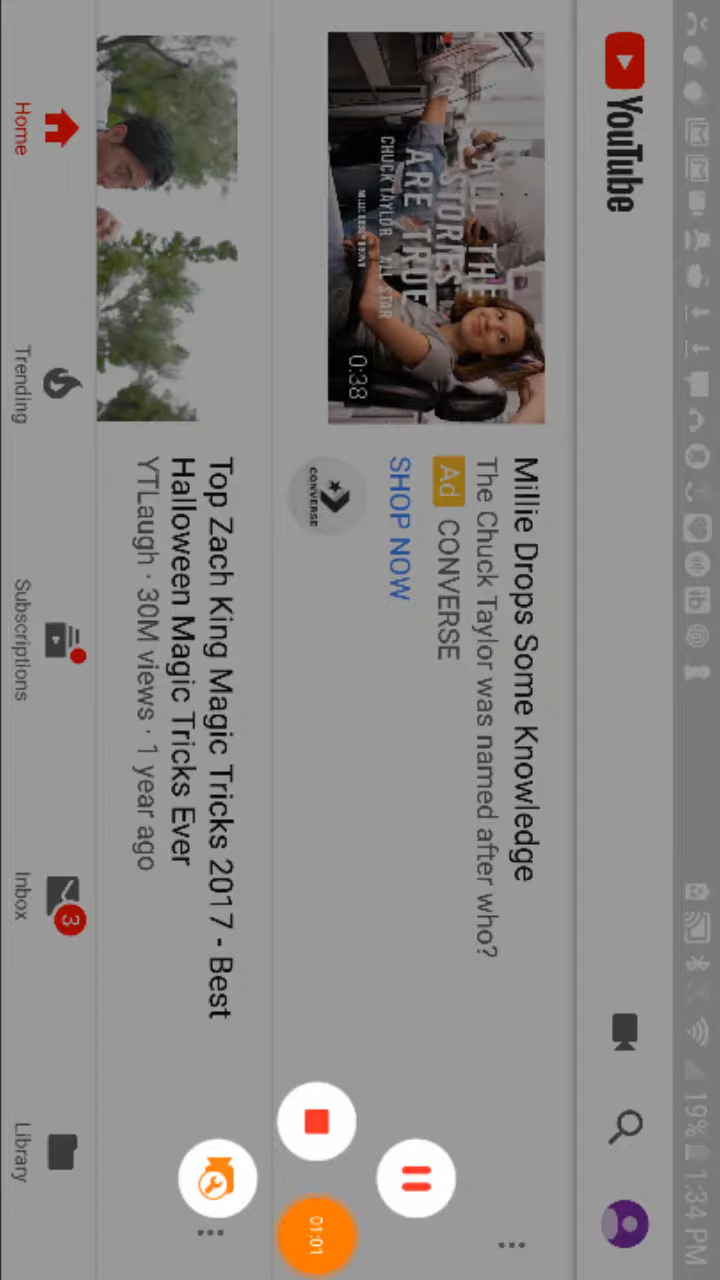 19% 1:34 PM
YouTube
ALL THE
STORIES
ARE TRUE
CHUCK TAYLOR ALL STAR
0:38
Millie Drops Some Knowledge
The Chuck Taylor was named after who?
Ad CONVERSE
SHOP NOW
CONVERSE
Top Zach King Magic Tricks 2017 - Best
Halloween Magic Tricks Ever
YTLaugh · 30M views · 1 year ago
01:01
Home
Trending
Subscriptions
Inbox
3
Library